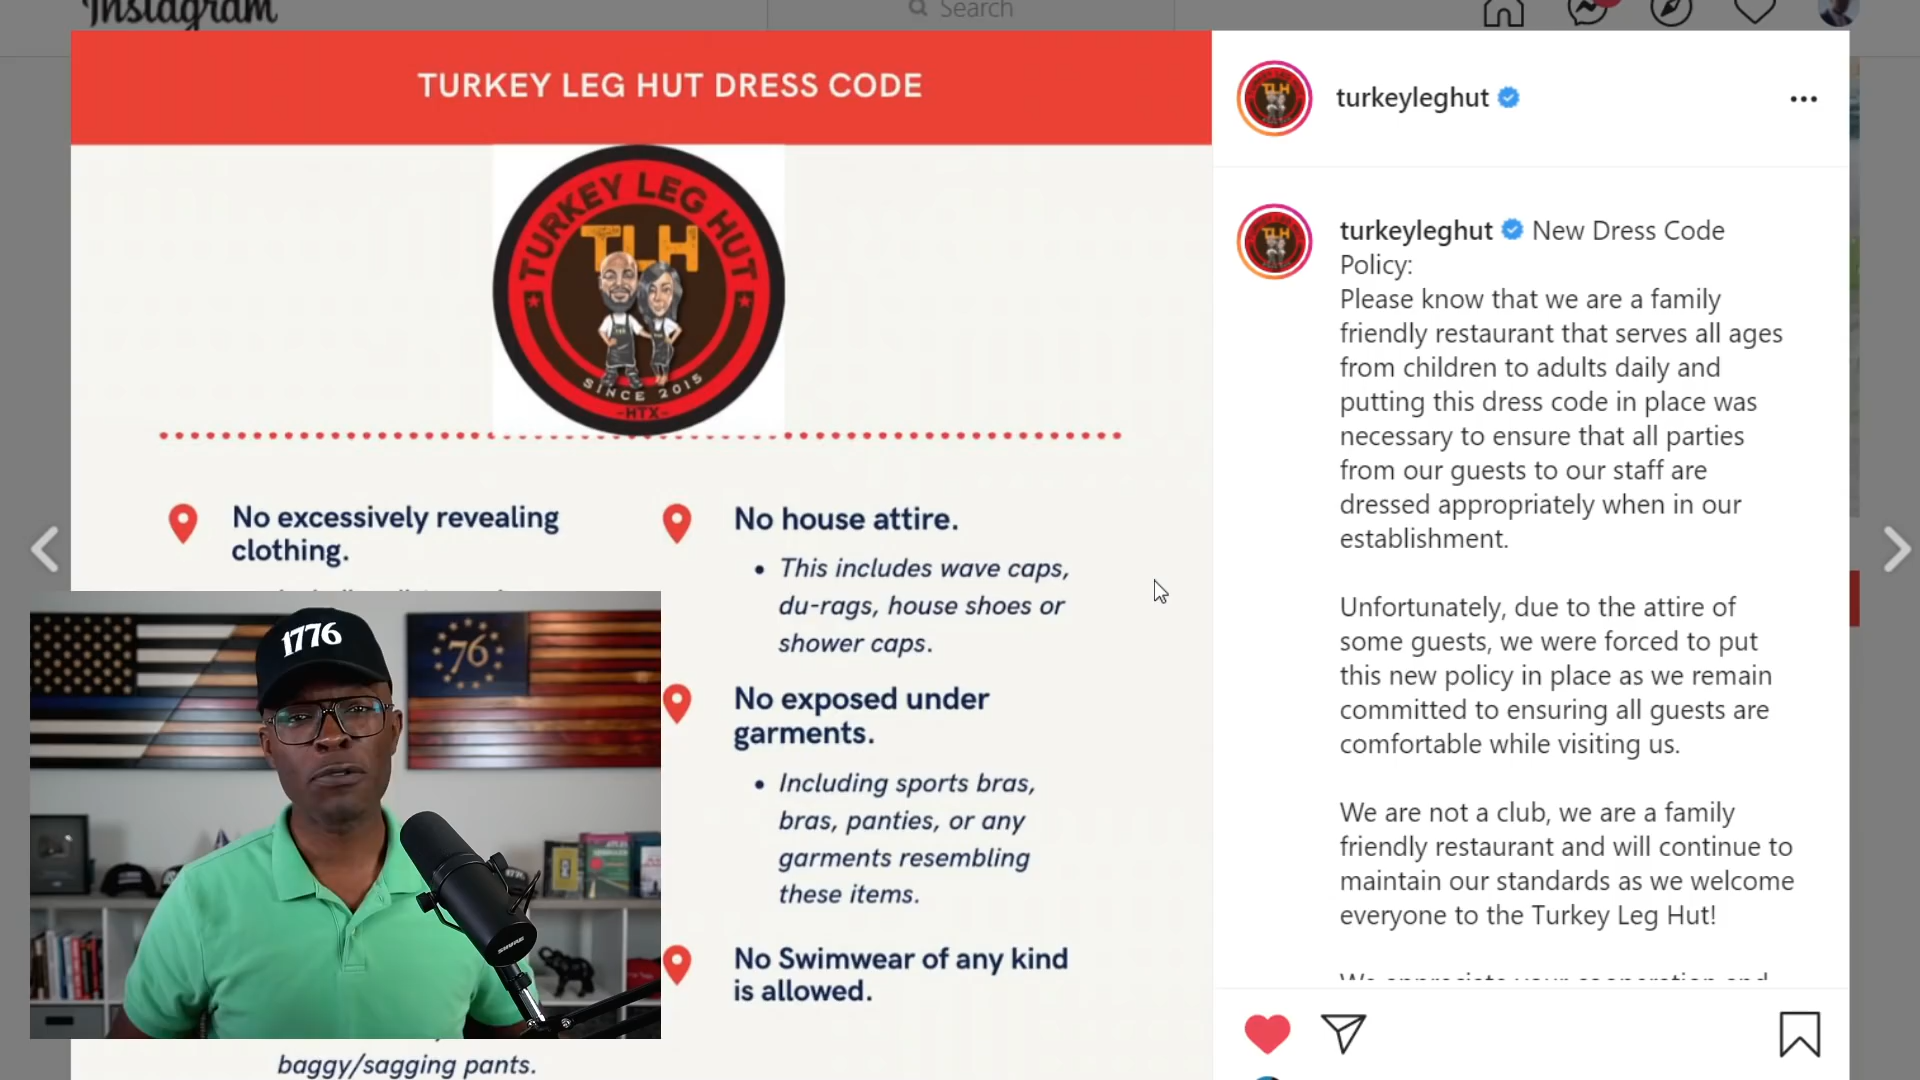 Instagram
Search
TURKEY LEG HUT DRESS CODE
TURKEY LEG HUT
TLH
SINCE 2015
-HTX-
No excessively revealing
clothing.
baggy/sagging pants.
No house attire.
• This includes wave caps,
du-rags, house shoes or
shower caps.
No exposed under
garments.
• Including sports bras,
bras, panties, or any
garments resembling
these items.
No Swimwear of any kind
is allowed.
1776
76
SHURE
turkeyleghut
turkeyleghut New Dress Code
Policy:
Please know that we are a family
friendly restaurant that serves all ages
from children to adults daily and
putting this dress code in place was
necessary to ensure that all parties
from our guests to our staff are
dressed appropriately when in our
establishment.
Unfortunately, due to the attire of
some guests, we were forced to put
this new policy in place as we remain
committed to ensuring all guests are
comfortable while visiting us.
We are not a club, we are a family
friendly restaurant and will continue to
maintain our standards as we welcome
everyone to the Turkey Leg Hut!
We appreciate your cooperation and